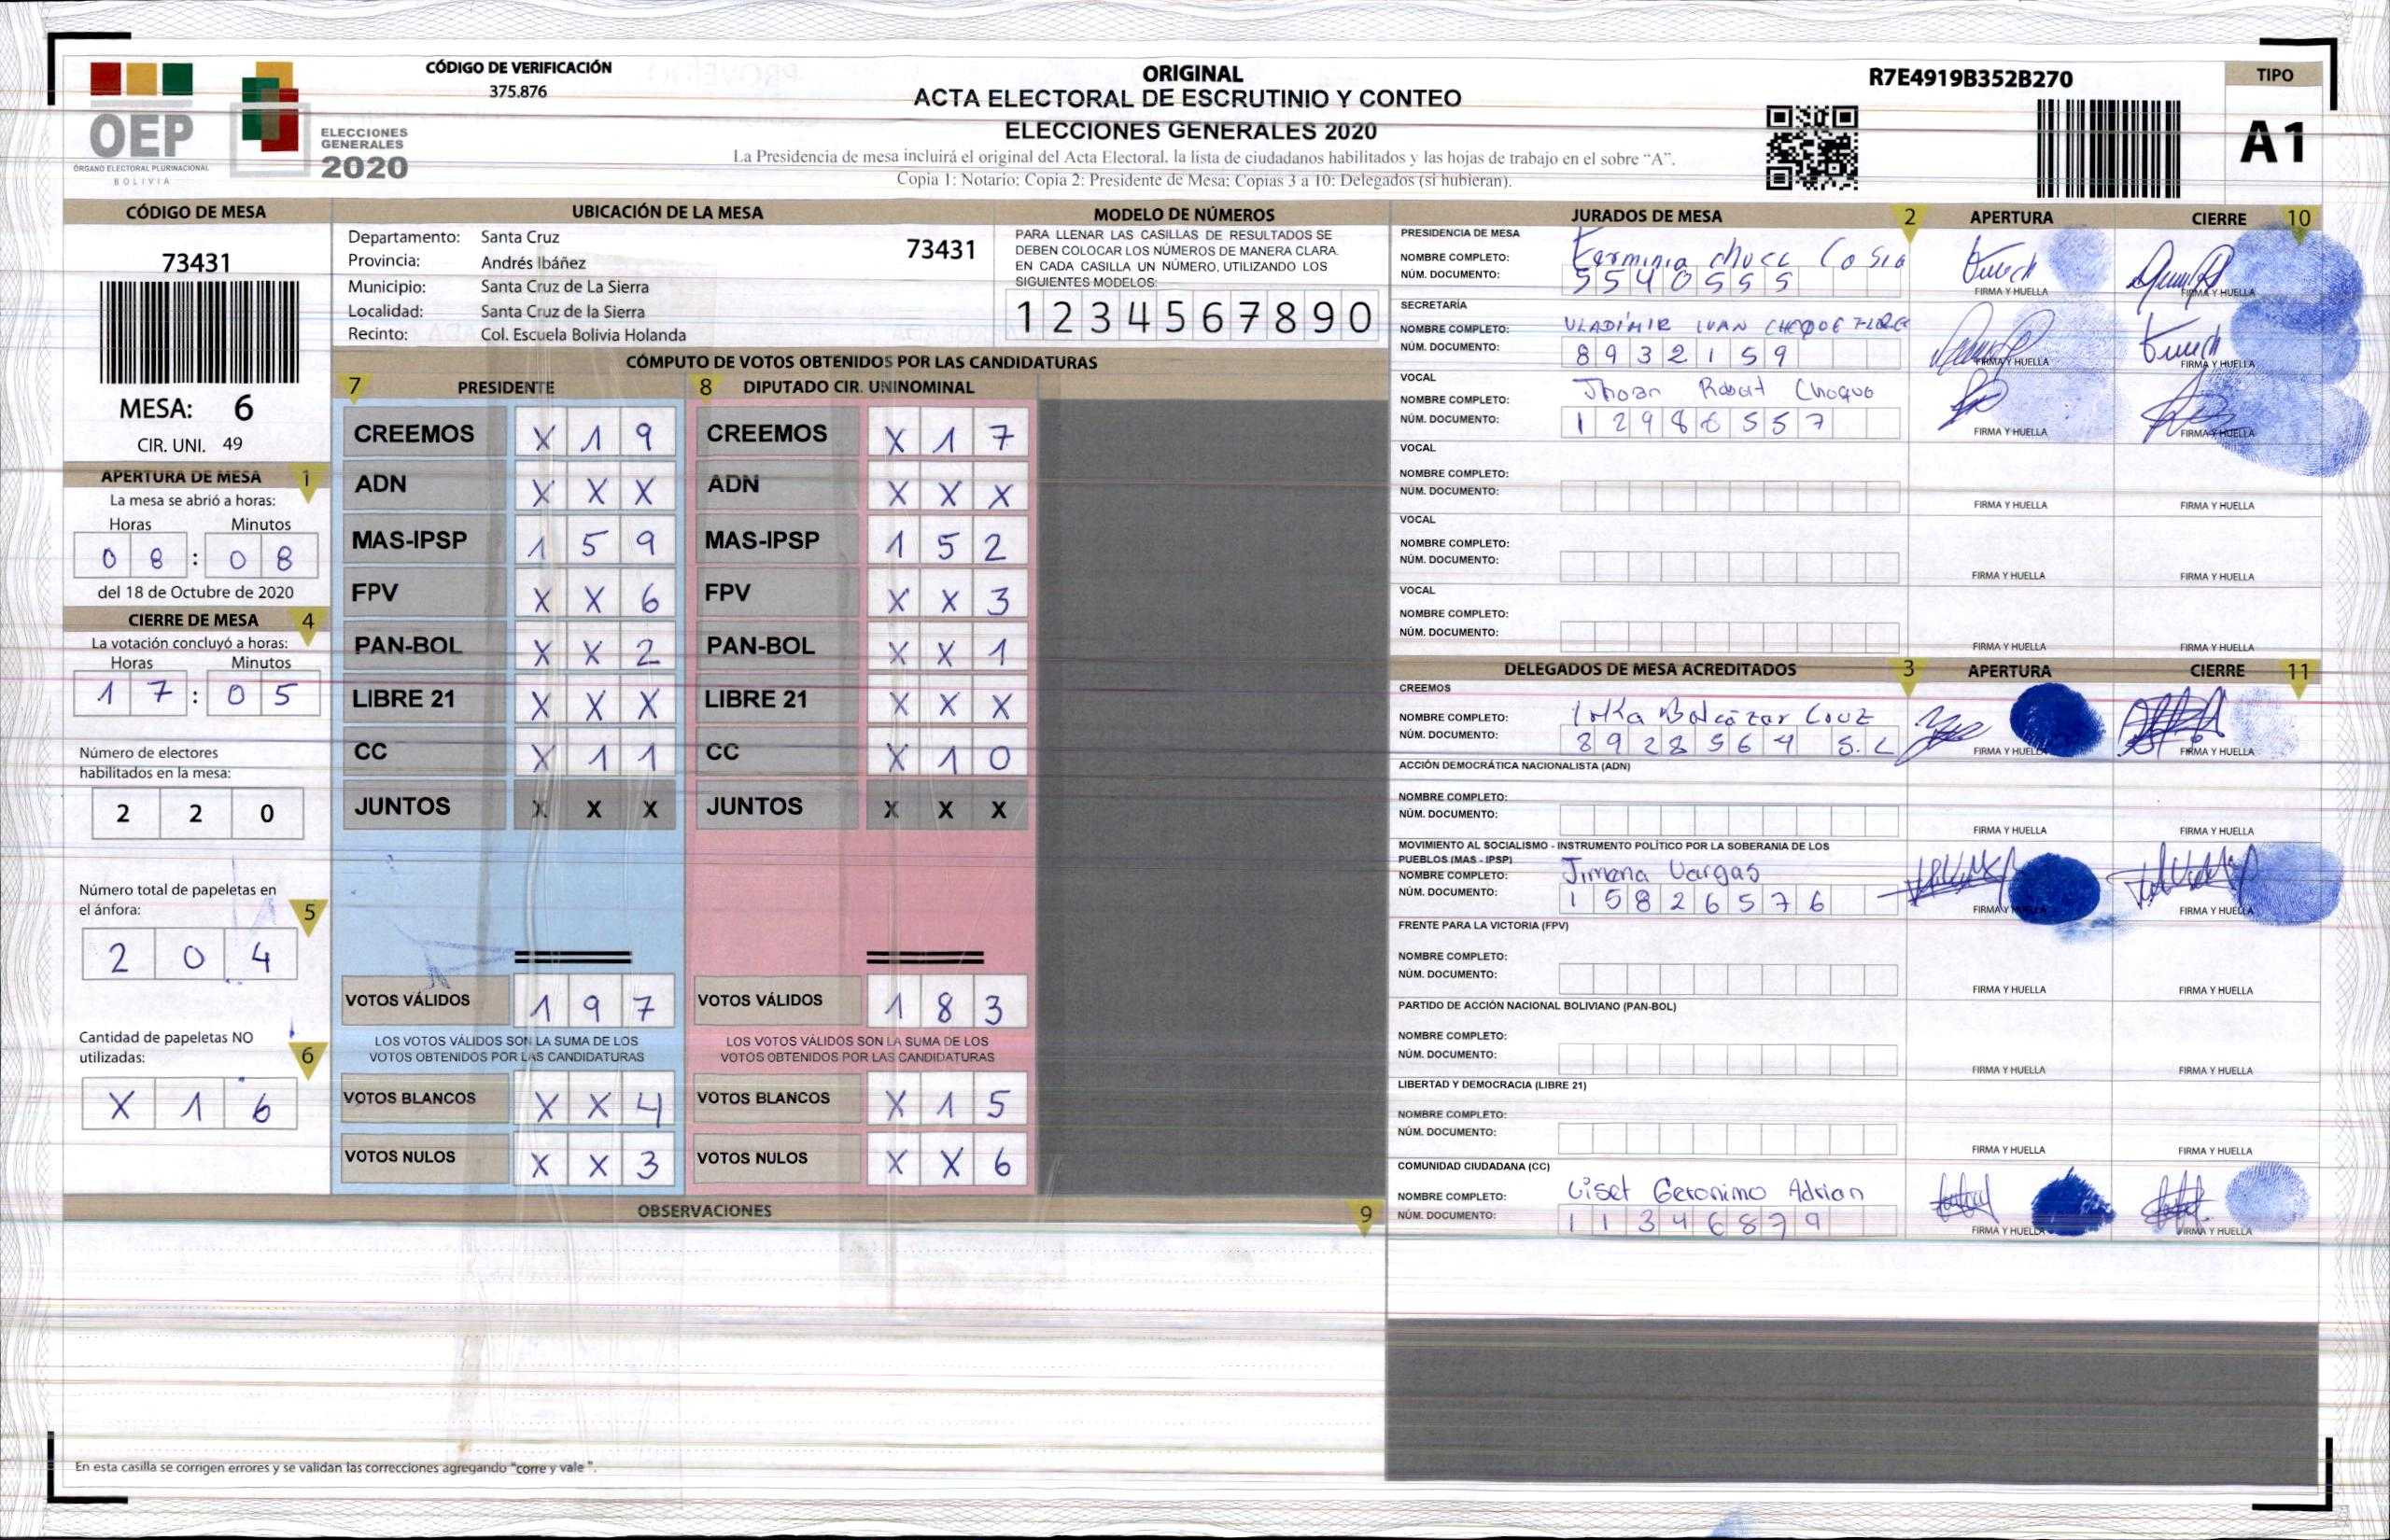 CÓDIGO DE VERIFICACIÓN
375.876
OEP
ÓRGANO ELECTORAL PLURINACIONAL
BOLIVIA
ELECCIONES
GENERALES
2020
ORIGINAL
ACTA ELECTORAL DE ESCRUTINIO Y CONTEO
ELECCIONES GENERALES 2020
La Presidencia de mesa incluirá el original del Acta Electoral, la lista de ciudadanos habilitados y las hojas de trabajo en el sobre “A”.
Copia 1: Notario; Copia 2: Presidente de Mesa; Copias 3 a 10: Delegados (si hubieran).
R7E4919B352B270
TIPO
A1
CÓDIGO DE MESA
73431
MESA: 6
CIR. UNI. 49
APERTURA DE MESA 1
La mesa se abrió a horas:
Horas Minutos
0 8 : 0 8
del 18 de Octubre de 2020
CIERRE DE MESA 4
La votación concluyó a horas:
Horas Minutos
1 7 : 0 5
Número de electores
habilitados en la mesa:
2 2 0
Número total de papeletas en
el ánfora: 5
2 0 4
Cantidad de papeletas NO
utilizadas: 6
X 1 6
UBICACIÓN DE LA MESA
Departamento: Santa Cruz 73431
Provincia: Andrés Ibáñez
Municipio: Santa Cruz de La Sierra
Localidad: Santa Cruz de la Sierra
Recinto: Col. Escuela Bolivia Holanda
MODELO DE NÚMEROS
PARA LLENAR LAS CASILLAS DE RESULTADOS SE
DEBEN COLOCAR LOS NÚMEROS DE MANERA CLARA.
EN CADA CASILLA UN NÚMERO, UTILIZANDO LOS
SIGUIENTES MODELOS:
1 2 3 4 5 6 7 8 9 0
CÓMPUTO DE VOTOS OBTENIDOS POR LAS CANDIDATURAS
7 PRESIDENTE 8 DIPUTADO CIR. UNINOMINAL
CREEMOS X 1 9 CREEMOS X 1 7
ADN X X X ADN X X X
MAS-IPSP 1 5 9 MAS-IPSP 1 5 2
FPV X X 6 FPV X X 3
PAN-BOL X X 2 PAN-BOL X X 1
LIBRE 21 X X X LIBRE 21 X X X
CC X 1 1 CC X 1 0
JUNTOS X X X JUNTOS X X X
VOTOS VÁLIDOS 1 9 7 VOTOS VÁLIDOS 1 8 3
LOS VOTOS VÁLIDOS SON LA SUMA DE LOS LOS VOTOS VÁLIDOS SON LA SUMA DE LOS
VOTOS OBTENIDOS POR LAS CANDIDATURAS VOTOS OBTENIDOS POR LAS CANDIDATURAS
VOTOS BLANCOS X X 4 VOTOS BLANCOS X 1 5
VOTOS NULOS X X 3 VOTOS NULOS X X 6
OBSERVACIONES 9
En esta casilla se corrigen errores y se validan las correcciones agregando "corre y vale ".
JURADOS DE MESA 2 APERTURA CIERRE 10
PRESIDENCIA DE MESA
NOMBRE COMPLETO:
NÚM. DOCUMENTO: 5 5 4 0 5 5 5 FIRMA Y HUELLA FIRMA Y HUELLA
SECRETARÍA
NOMBRE COMPLETO: VLADIMIR IVAN
NÚM. DOCUMENTO: 8 9 3 2 1 5 9 FIRMA Y HUELLA FIRMA Y HUELLA
VOCAL
NOMBRE COMPLETO: Robert Choque
NÚM. DOCUMENTO: FIRMA Y HUELLA FIRMA Y HUELLA
VOCAL
NOMBRE COMPLETO:
NÚM. DOCUMENTO: FIRMA Y HUELLA FIRMA Y HUELLA
VOCAL
NOMBRE COMPLETO:
NÚM. DOCUMENTO: FIRMA Y HUELLA FIRMA Y HUELLA
VOCAL
NOMBRE COMPLETO:
NÚM. DOCUMENTO: FIRMA Y HUELLA FIRMA Y HUELLA
DELEGADOS DE MESA ACREDITADOS 3 APERTURA CIERRE 11
CREEMOS
NOMBRE COMPLETO: Balcázar Cruz
NÚM. DOCUMENTO: 8 9 2 8 5 6 4 FIRMA Y HUELLA FIRMA Y HUELLA
ACCIÓN DEMOCRÁTICA NACIONALISTA (ADN)
NOMBRE COMPLETO:
NÚM. DOCUMENTO: FIRMA Y HUELLA FIRMA Y HUELLA
MOVIMIENTO AL SOCIALISMO - INSTRUMENTO POLÍTICO POR LA SOBERANIA DE LOS
PUEBLOS (MAS - IPSP)
NOMBRE COMPLETO: Jimena Vargas
NÚM. DOCUMENTO: 1 5 8 2 6 5 7 6 FIRMA Y HUELLA FIRMA Y HUELLA
FRENTE PARA LA VICTORIA (FPV)
NOMBRE COMPLETO:
NÚM. DOCUMENTO: FIRMA Y HUELLA FIRMA Y HUELLA
PARTIDO DE ACCIÓN NACIONAL BOLIVIANO (PAN-BOL)
NOMBRE COMPLETO:
NÚM. DOCUMENTO: FIRMA Y HUELLA FIRMA Y HUELLA
LIBERTAD Y DEMOCRACIA (LIBRE 21)
NOMBRE COMPLETO:
NÚM. DOCUMENTO: FIRMA Y HUELLA FIRMA Y HUELLA
COMUNIDAD CIUDADANA (CC)
NOMBRE COMPLETO: Liset Geronimo Adrian
NÚM. DOCUMENTO: 1 1 3 4 6 8 7 9 FIRMA Y HUELLA FIRMA Y HUELLA